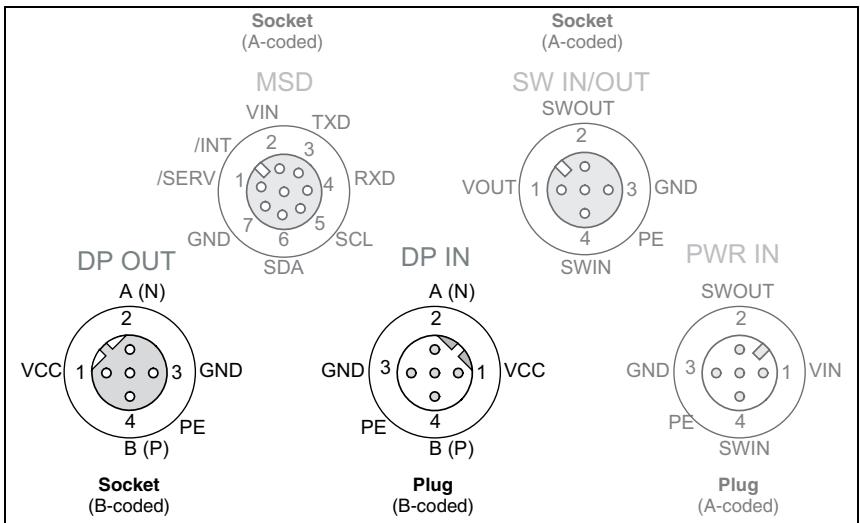 Socket Socket
(A-coded) (A-coded)
MSD SW IN/OUT
VIN TXD SWOUT
/INT 2 3 2
/SERV 1 4 RXD VOUT 1 3 GND
7 5
GND 6 SCL 4 PE
SDA SWIN
DP OUT DP IN PWR IN
A (N) A (N) SWOUT
2 2 2
VCC 1 3 GND GND 3 1 VCC GND 3 1 VIN
4 PE PE 4 PE 4
B (P) B (P) SWIN
Socket Plug Plug
(B-coded) (B-coded) (A-coded)